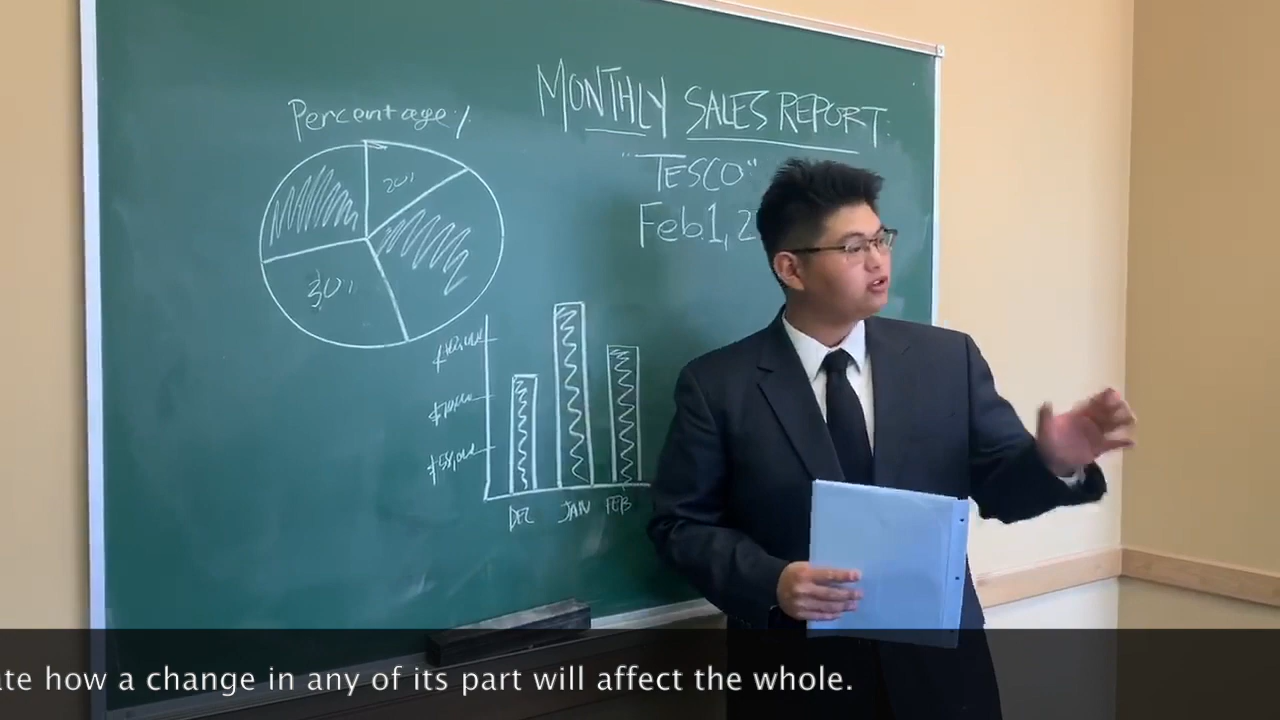 MONTHLY SALES REPORT:
"TESCO"
Feb.1, 2
Percentage %
20%
30%
DEC JAN FEB
ate how a change in any of its part will affect the whole.